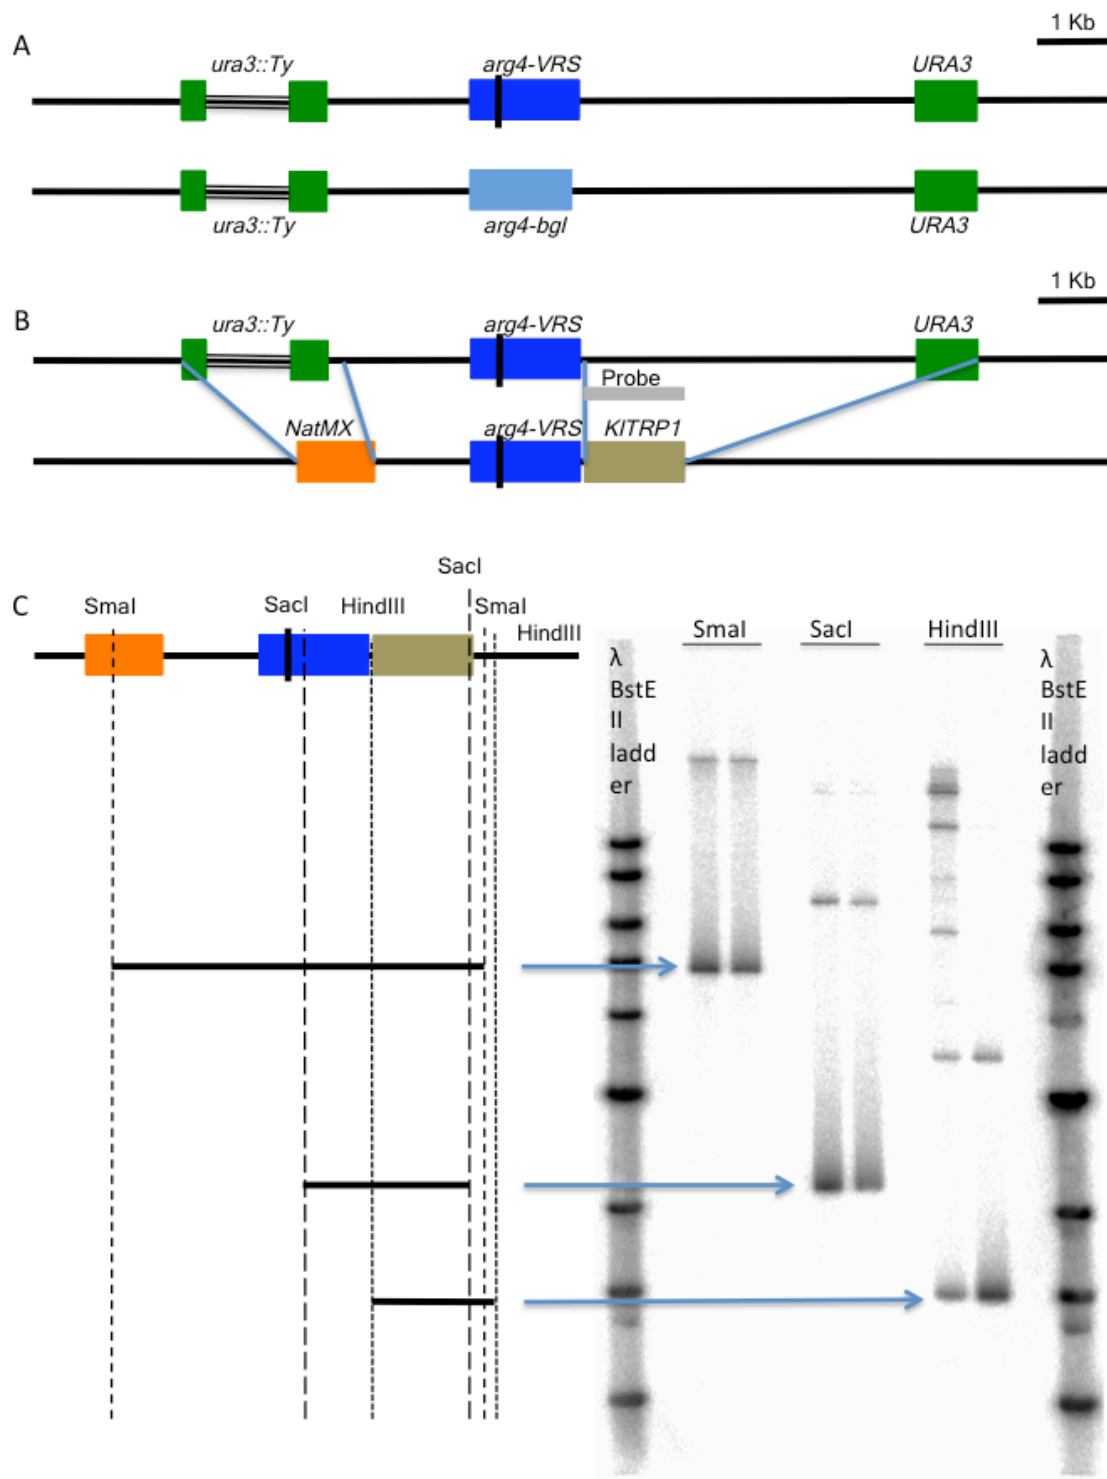 1 Kb
A
ura3::Ty
arg4-VRS
URA3
ura3::Ty
arg4-bgl
URA3
1 Kb
B
ura3::Ty
arg4-VRS
URA3
Probe
NatMX
arg4-VRS
KlTRP1
C
SmaI
SacI
HindIII
SacI
SmaI
HindIII
SmaI
SacI
HindIII
λ
BstE
II
ladd
er
λ
BstE
II
ladd
er